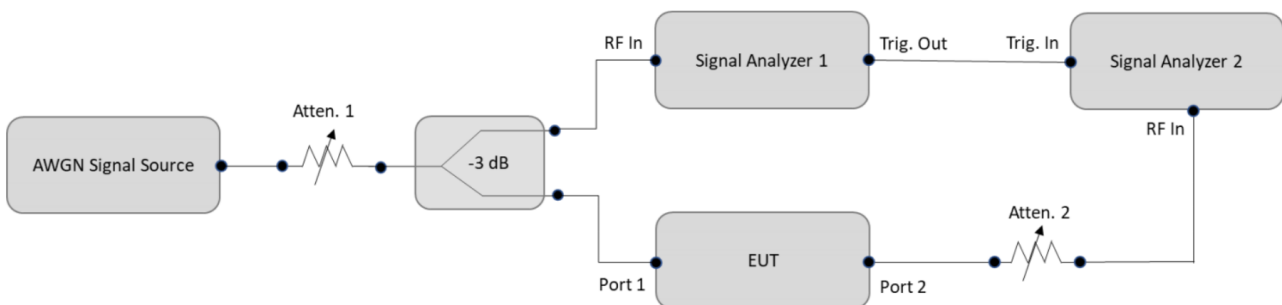 RF In
Signal Analyzer 1
Trig. Out
Trig. In
Signal Analyzer 2
Atten. 1
RF In
AWGN Signal Source
-3 dB
Atten. 2
EUT
Port 1
Port 2